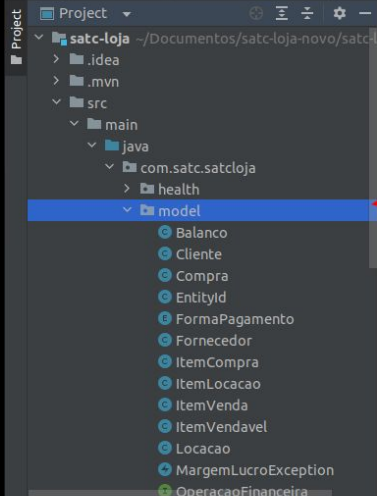 Project
Project
satc-loja ~/Documentos/satc-loja-novo/satc-l
.idea
.mvn
src
main
java
com.satc.satcloja
health
model
Balanco
Cliente
Compra
EntityId
FormaPagamento
Fornecedor
ItemCompra
ItemLocacao
ItemVenda
ItemVendavel
Locacao
MargemLucroException
OperacaoFinanceira